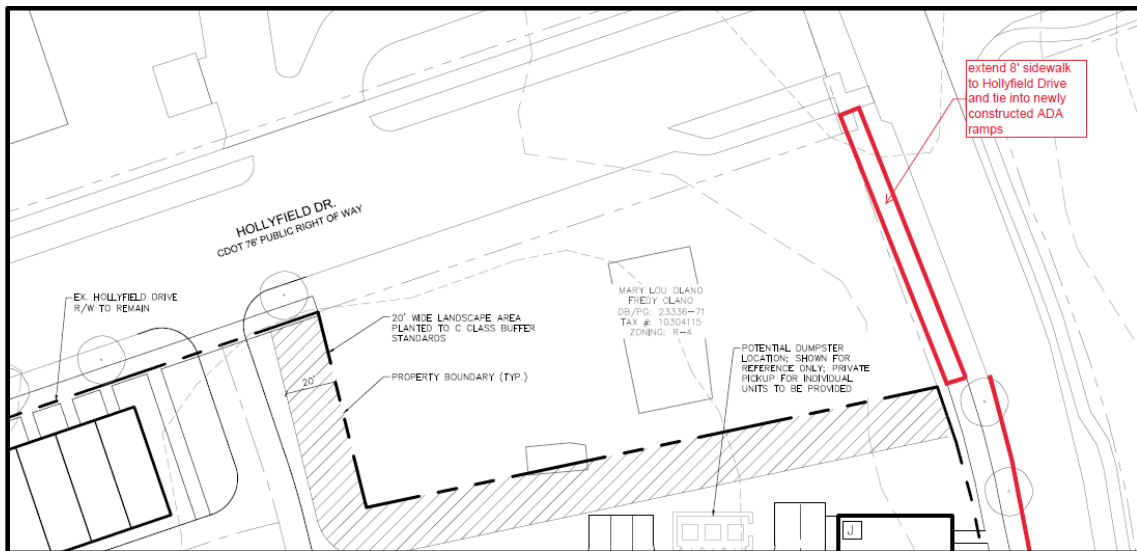 extend 8' sidewalk
to Hollyfield Drive
and tie into newly
constructed ADA
ramps
HOLLYFIELD DR.
CDOT 76' PUBLIC RIGHT OF WAY
EX. HOLLYFIELD DRIVE
R/W TO REMAIN
20' WIDE LANDSCAPE AREA
PLANTED TO C CLASS BUFFER
STANDARDS
MARY LOU OLANO
FREDY OLANO
DB/PG: 23336-71
TAX #: 10304115
ZONING: R-4
POTENTIAL DUMPSTER
LOCATION; SHOWN FOR
REFERENCE ONLY; PRIVATE
PICKUP FOR INDIVIDUAL
UNITS TO BE PROVIDED
20'
PROPERTY BOUNDARY (TYP.)
J